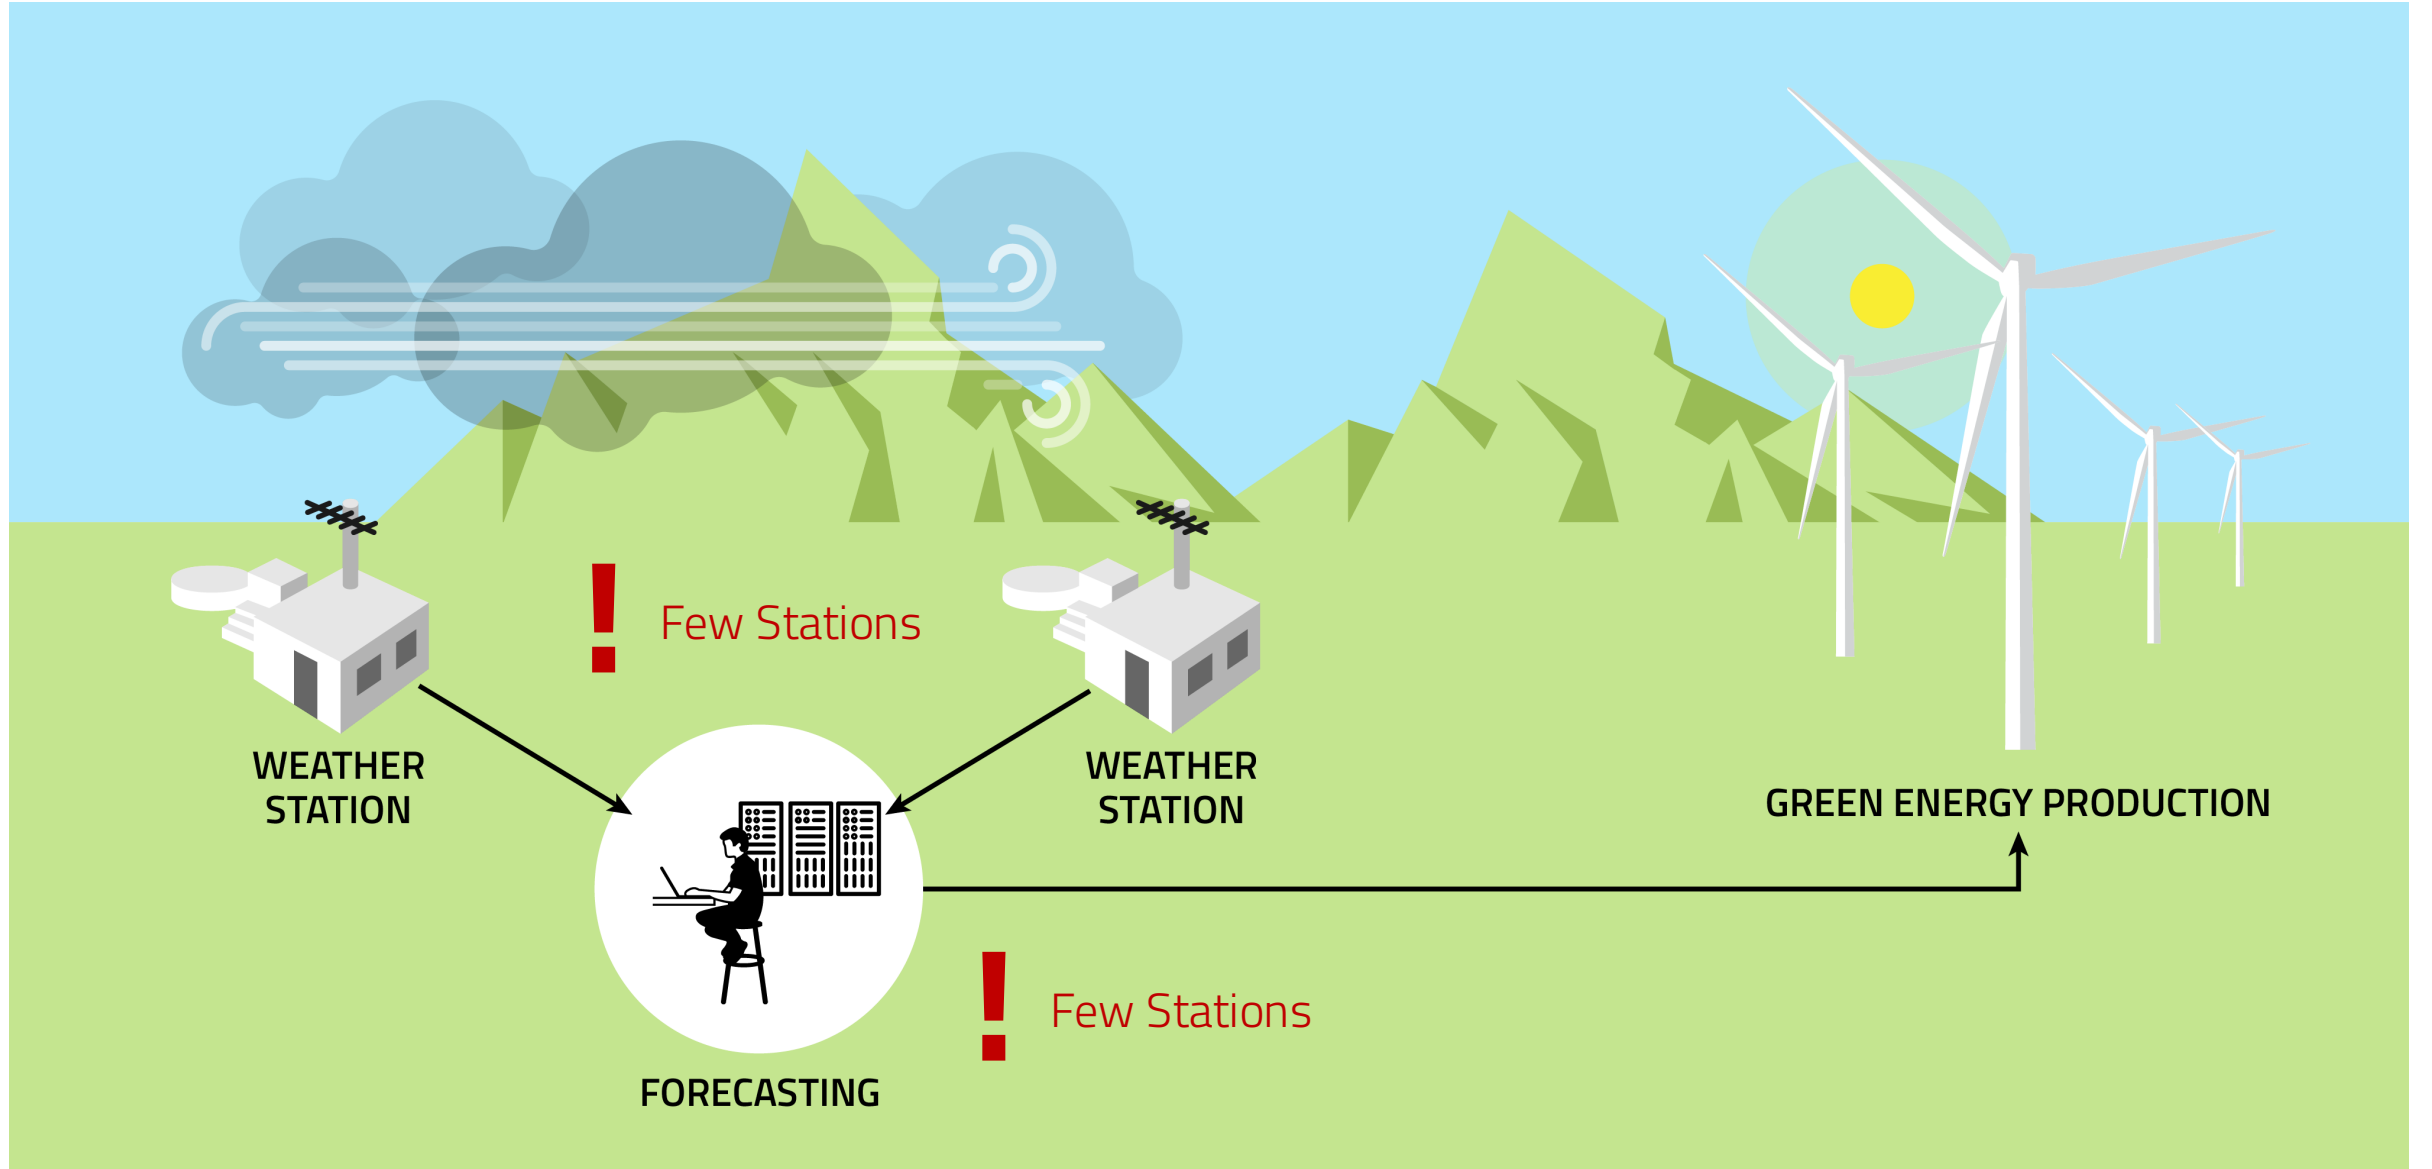 !
Few Stations
WEATHER
STATION
WEATHER
STATION
GREEN ENERGY PRODUCTION
!
Few Stations
FORECASTING